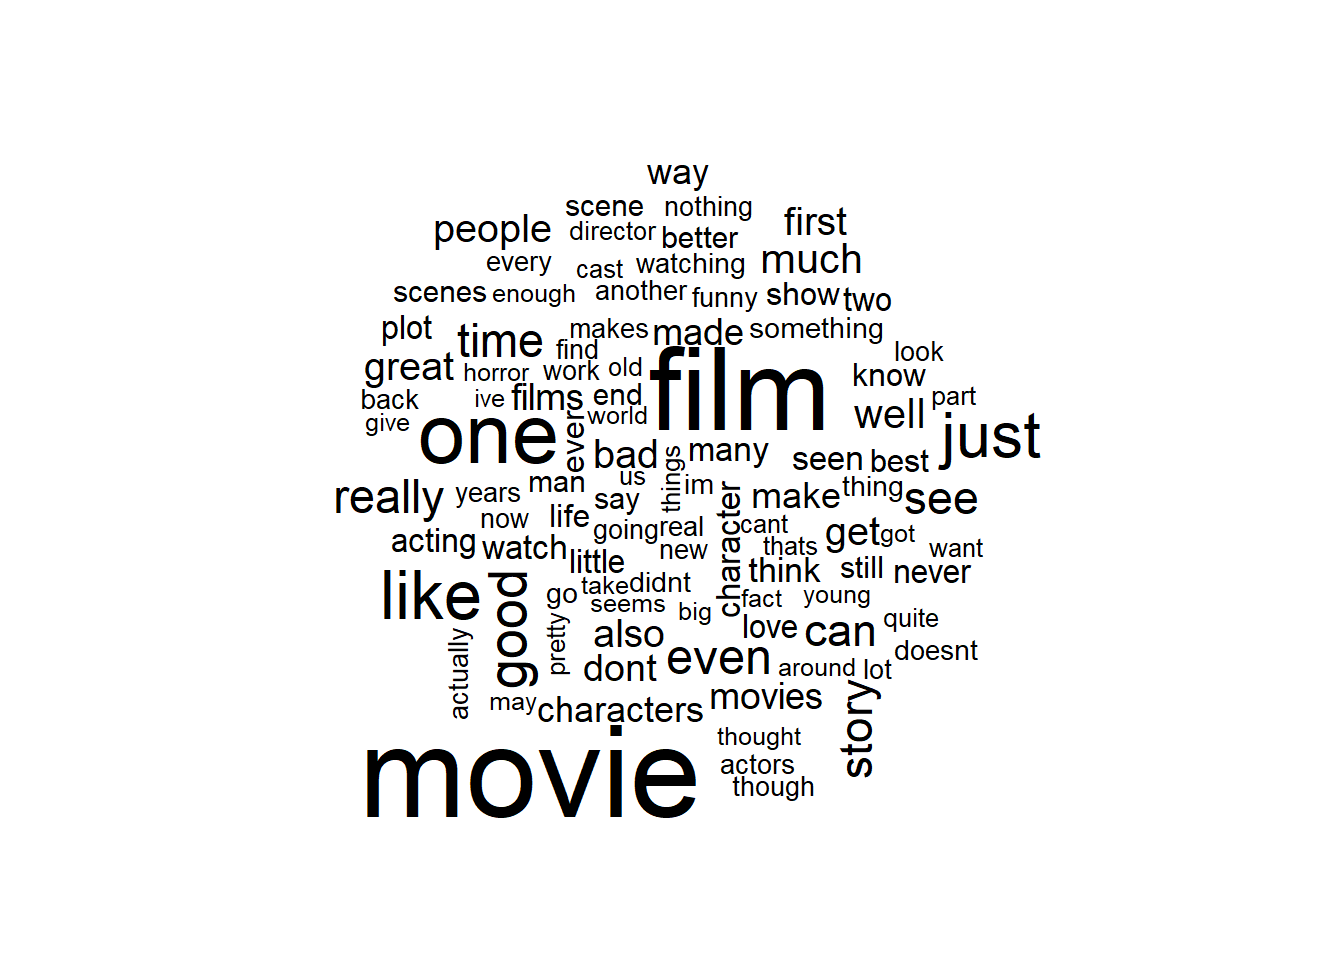 way
scene nothing
people director better first
every cast watching much
scenes enough another funny show two
plot time makes made something
great horror find work old film look know
back ive films end part
give one ever world well just
bad many seen best
really years man us things im make thing see
now life say going real character cant get got
acting watch little new thats want
like good go take didnt think still never
seems big fact young
actually pretty also love can quite
dont even around lot doesnt
may characters movies story
movie thought
actors
though